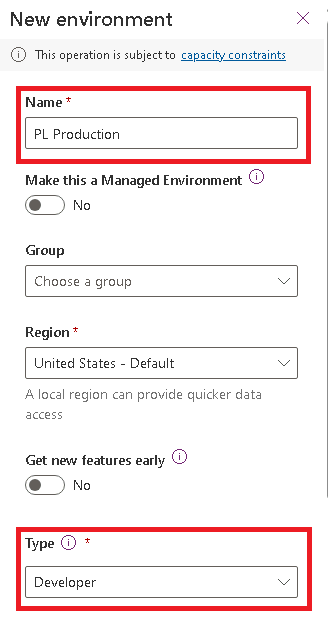 New environment
This operation is subject to capacity constraints
Name *
PL Production
Make this a Managed Environment
No
Group
Choose a group
Region *
United States - Default
A local region can provide quicker data
access
Get new features early
No
Type *
Developer